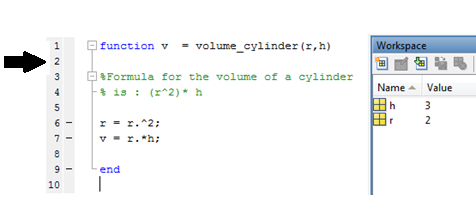 1 function v = volume_cylinder(r,h)
2
3 %Formula for the volume of a cylinder
4 % is : (r^2)* h
5
6 – r = r.^2;
7 – v = r.*h;
8
9 – end
10
Workspace
Name Value
h 3
r 2